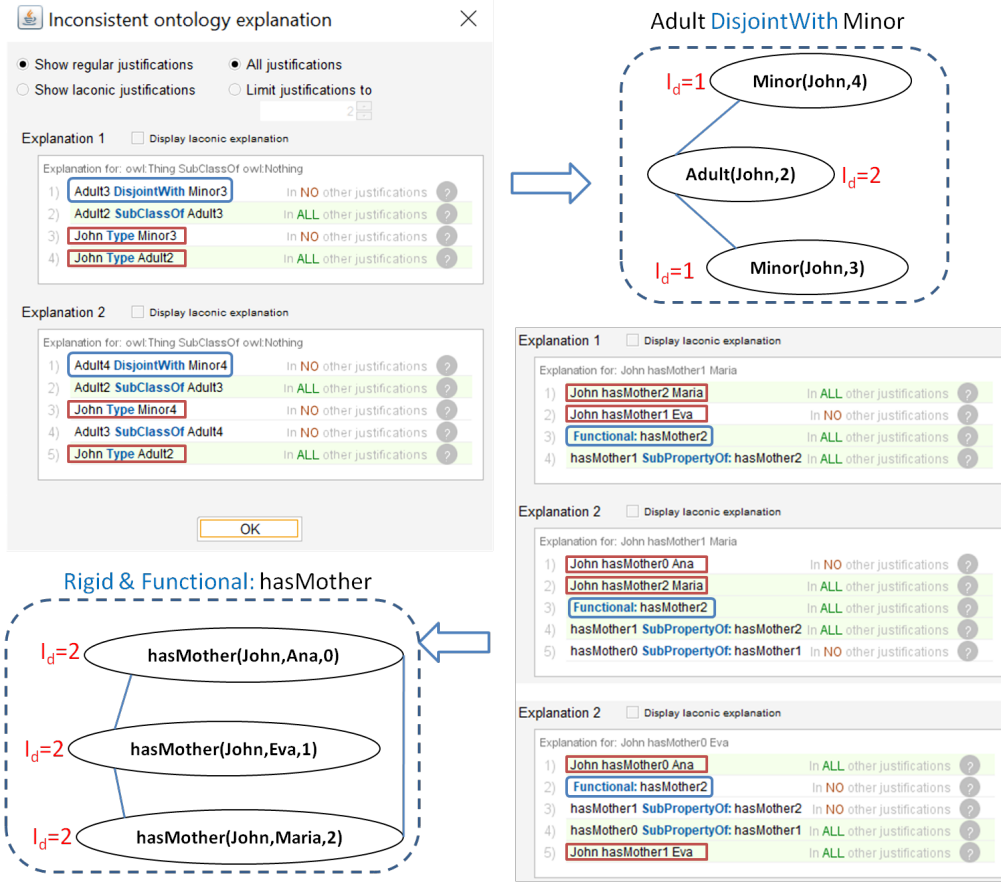 Inconsistent ontology explanation
Show regular justifications
All justifications
Show laconic justifications
Limit justifications to
2
Explanation 1
Display laconic explanation
Explanation for: owl:Thing SubClassOf owl:Nothing
1) Adult3 DisjointWith Minor3 In NO other justifications ?
2) Adult2 SubClassOf Adult3 In ALL other justifications ?
3) John Type Minor3 In NO other justifications ?
4) John Type Adult2 In ALL other justifications ?
Explanation 2
Display laconic explanation
Explanation for: owl:Thing SubClassOf owl:Nothing
1) Adult4 DisjointWith Minor4 In NO other justifications ?
2) Adult2 SubClassOf Adult3 In ALL other justifications ?
3) John Type Minor4 In NO other justifications ?
4) Adult3 SubClassOf Adult4 In NO other justifications ?
5) John Type Adult2 In ALL other justifications ?
OK
Adult DisjointWith Minor
Id=1
Minor(John,4)
Adult(John,2)
Id=2
Id=1
Minor(John,3)
Explanation 1
Display laconic explanation
Explanation for: John hasMother1 Maria
1) John hasMother2 Maria In ALL other justifications ?
2) John hasMother1 Eva In NO other justifications ?
3) Functional: hasMother2 In ALL other justifications ?
4) hasMother1 SubPropertyOf: hasMother2 In ALL other justifications ?
Explanation 2
Display laconic explanation
Explanation for: John hasMother1 Maria
1) John hasMother0 Ana In NO other justifications ?
2) John hasMother2 Maria In ALL other justifications ?
3) Functional: hasMother2 In ALL other justifications ?
4) hasMother1 SubPropertyOf: hasMother2 In ALL other justifications ?
5) hasMother0 SubPropertyOf: hasMother1 In NO other justifications ?
Explanation 2
Display laconic explanation
Explanation for: John hasMother0 Eva
1) John hasMother0 Ana In ALL other justifications ?
2) Functional: hasMother2 In NO other justifications ?
3) hasMother1 SubPropertyOf: hasMother2 In NO other justifications ?
4) hasMother0 SubPropertyOf: hasMother1 In ALL other justifications ?
5) John hasMother1 Eva In ALL other justifications ?
Rigid & Functional: hasMother
Id=2
hasMother(John,Ana,0)
Id=2
hasMother(John,Eva,1)
Id=2
hasMother(John,Maria,2)